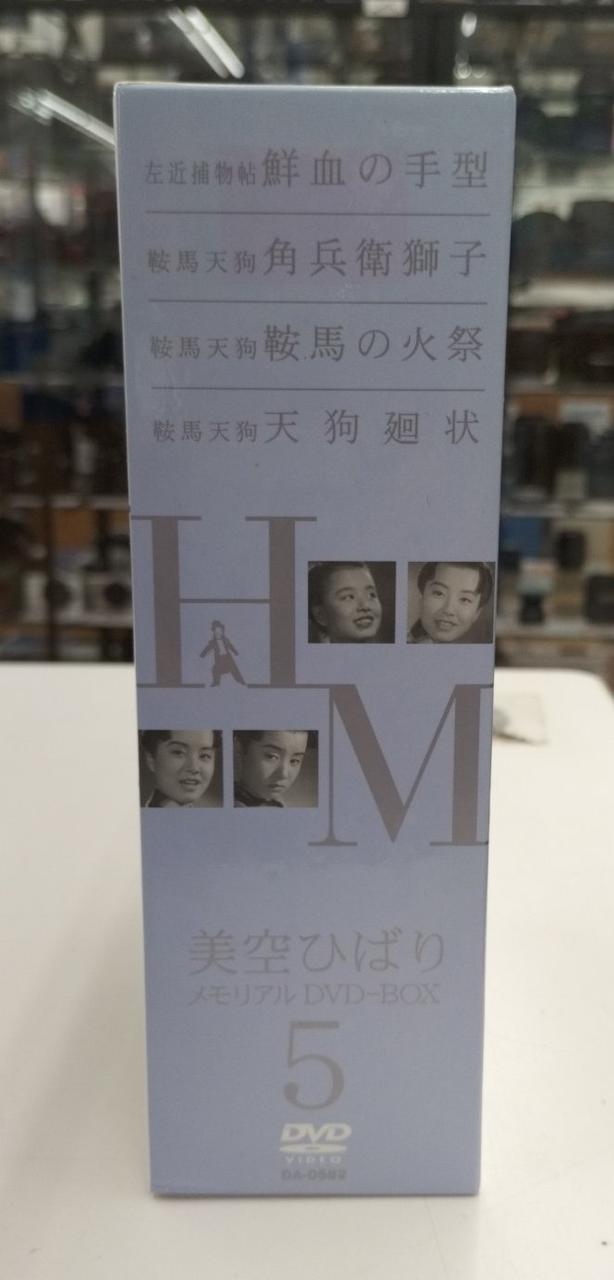 左近捕物帖 鮮血の手型
鞍馬天狗 角兵衛獅子
鞍馬天狗 鞍馬の火祭
鞍馬天狗 天狗廻状
H
M
美空ひばり
メモリアル DVD-BOX
5
DVD
VIDEO
DA-0582